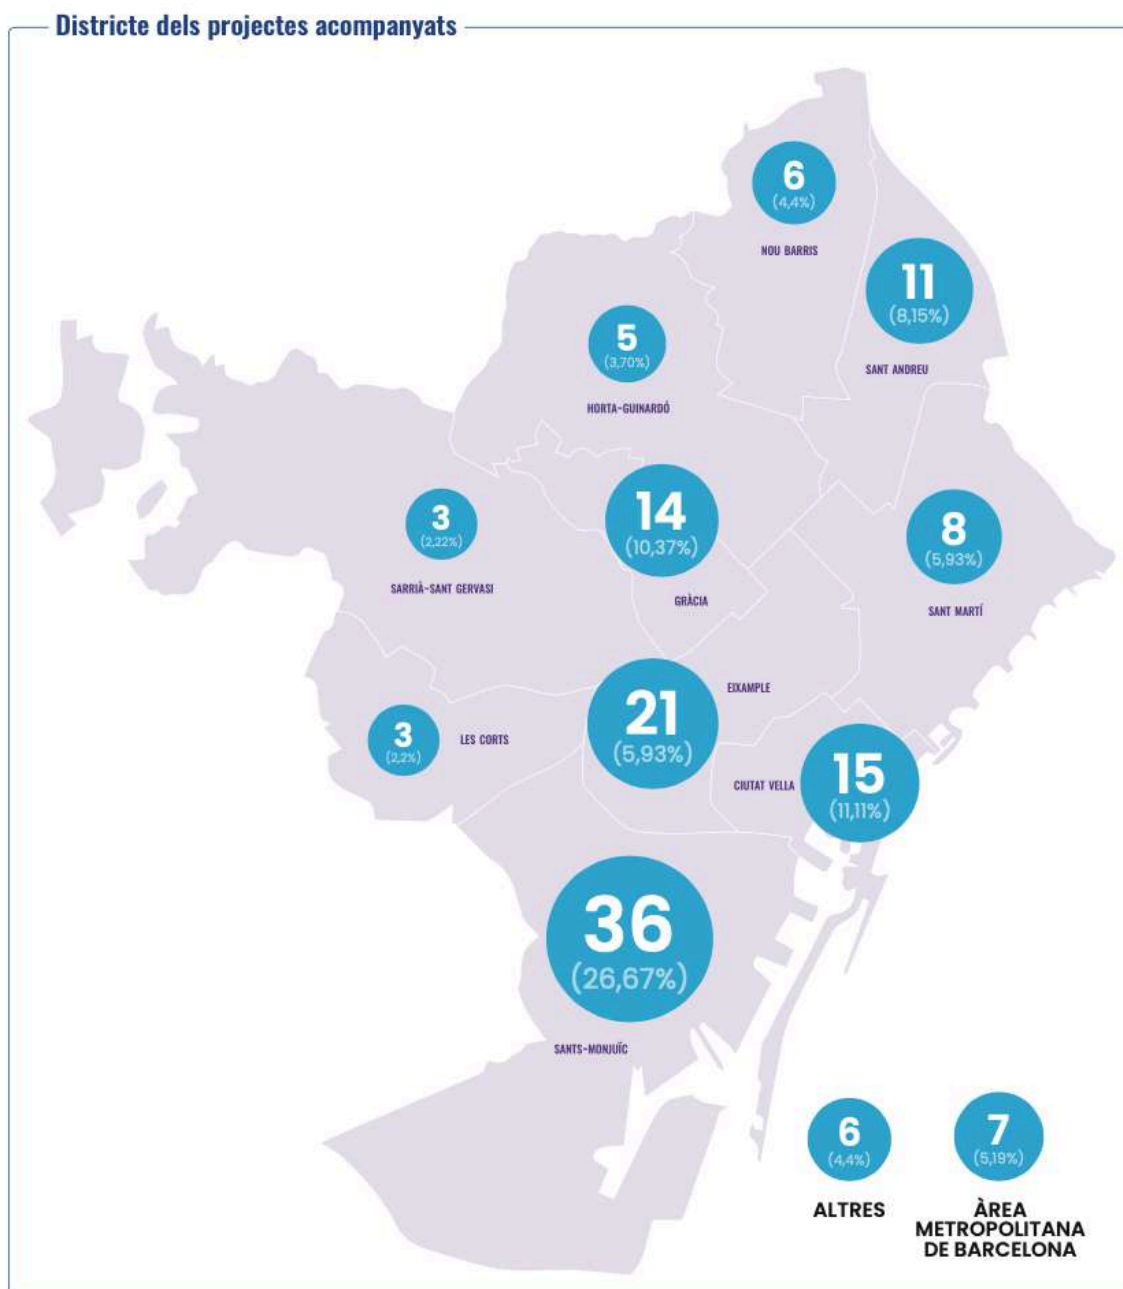 Districte dels projectes acompanyats
6
(4,4%)
NOU BARRIS
11
(8,15%)
SANT ANDREU
5
(3,70%)
HORTA-GUINARDÓ
14
(10,37%)
GRÀCIA
3
(2,22%)
SARRIÀ-SANT GERVASI
8
(5,93%)
SANT MARTÍ
21
(5,93%)
EIXAMPLE
3
(2,2%)
LES CORTS
CIUTAT VELLA
15
(11,11%)
36
(26,67%)
SANTS-MONJUÏC
6
(4,4%)
ALTRES
7
(5,19%)
ÀREA
METROPOLITANA
DE BARCELONA